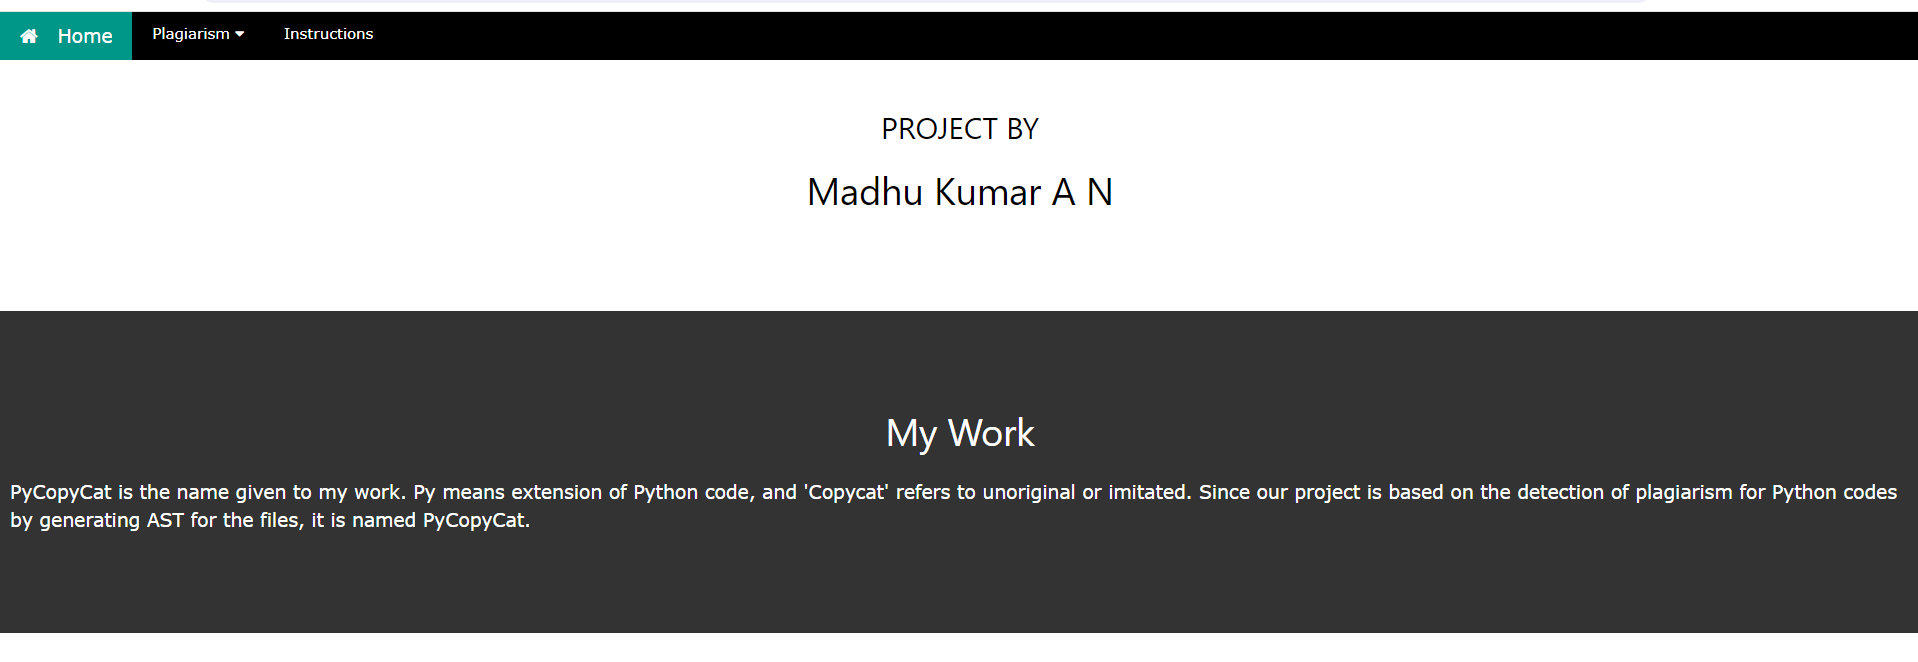 Home Plagiarism Instructions
PROJECT BY
Madhu Kumar A N
My Work
PyCopyCat is the name given to my work. Py means extension of Python code, and 'Copycat' refers to unoriginal or imitated. Since our project is based on the detection of plagiarism for Python codes
by generating AST for the files, it is named PyCopyCat.